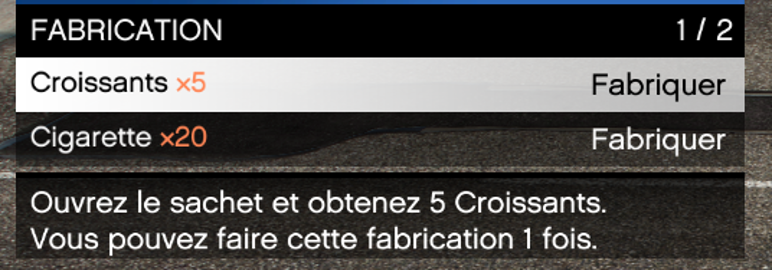 FABRICATION 1 / 2
Croissants x5 Fabriquer
Cigarette x20 Fabriquer
Ouvrez le sachet et obtenez 5 Croissants.
Vous pouvez faire cette fabrication 1 fois.